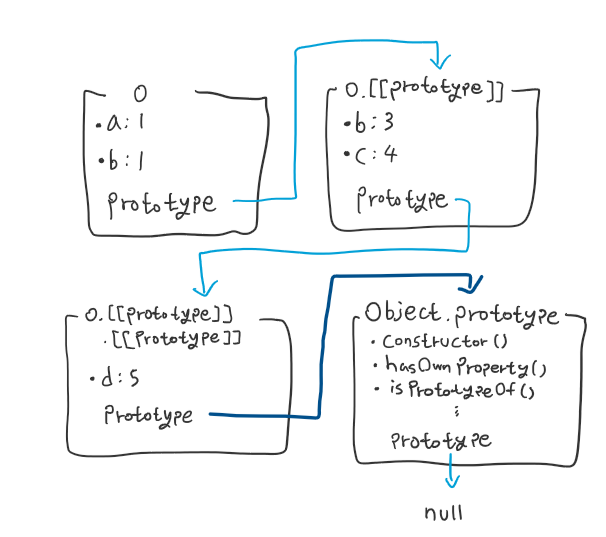 O
• a: 1
• b: 1
prototype
O.[[prototype]]
• b: 3
• c: 4
prototype
O.[[prototype]]
.[[prototype]]
• d: 5
prototype
Object.prototype
• constructor()
• hasOwnProperty()
• isPrototypeOf()
⋮
prototype
null